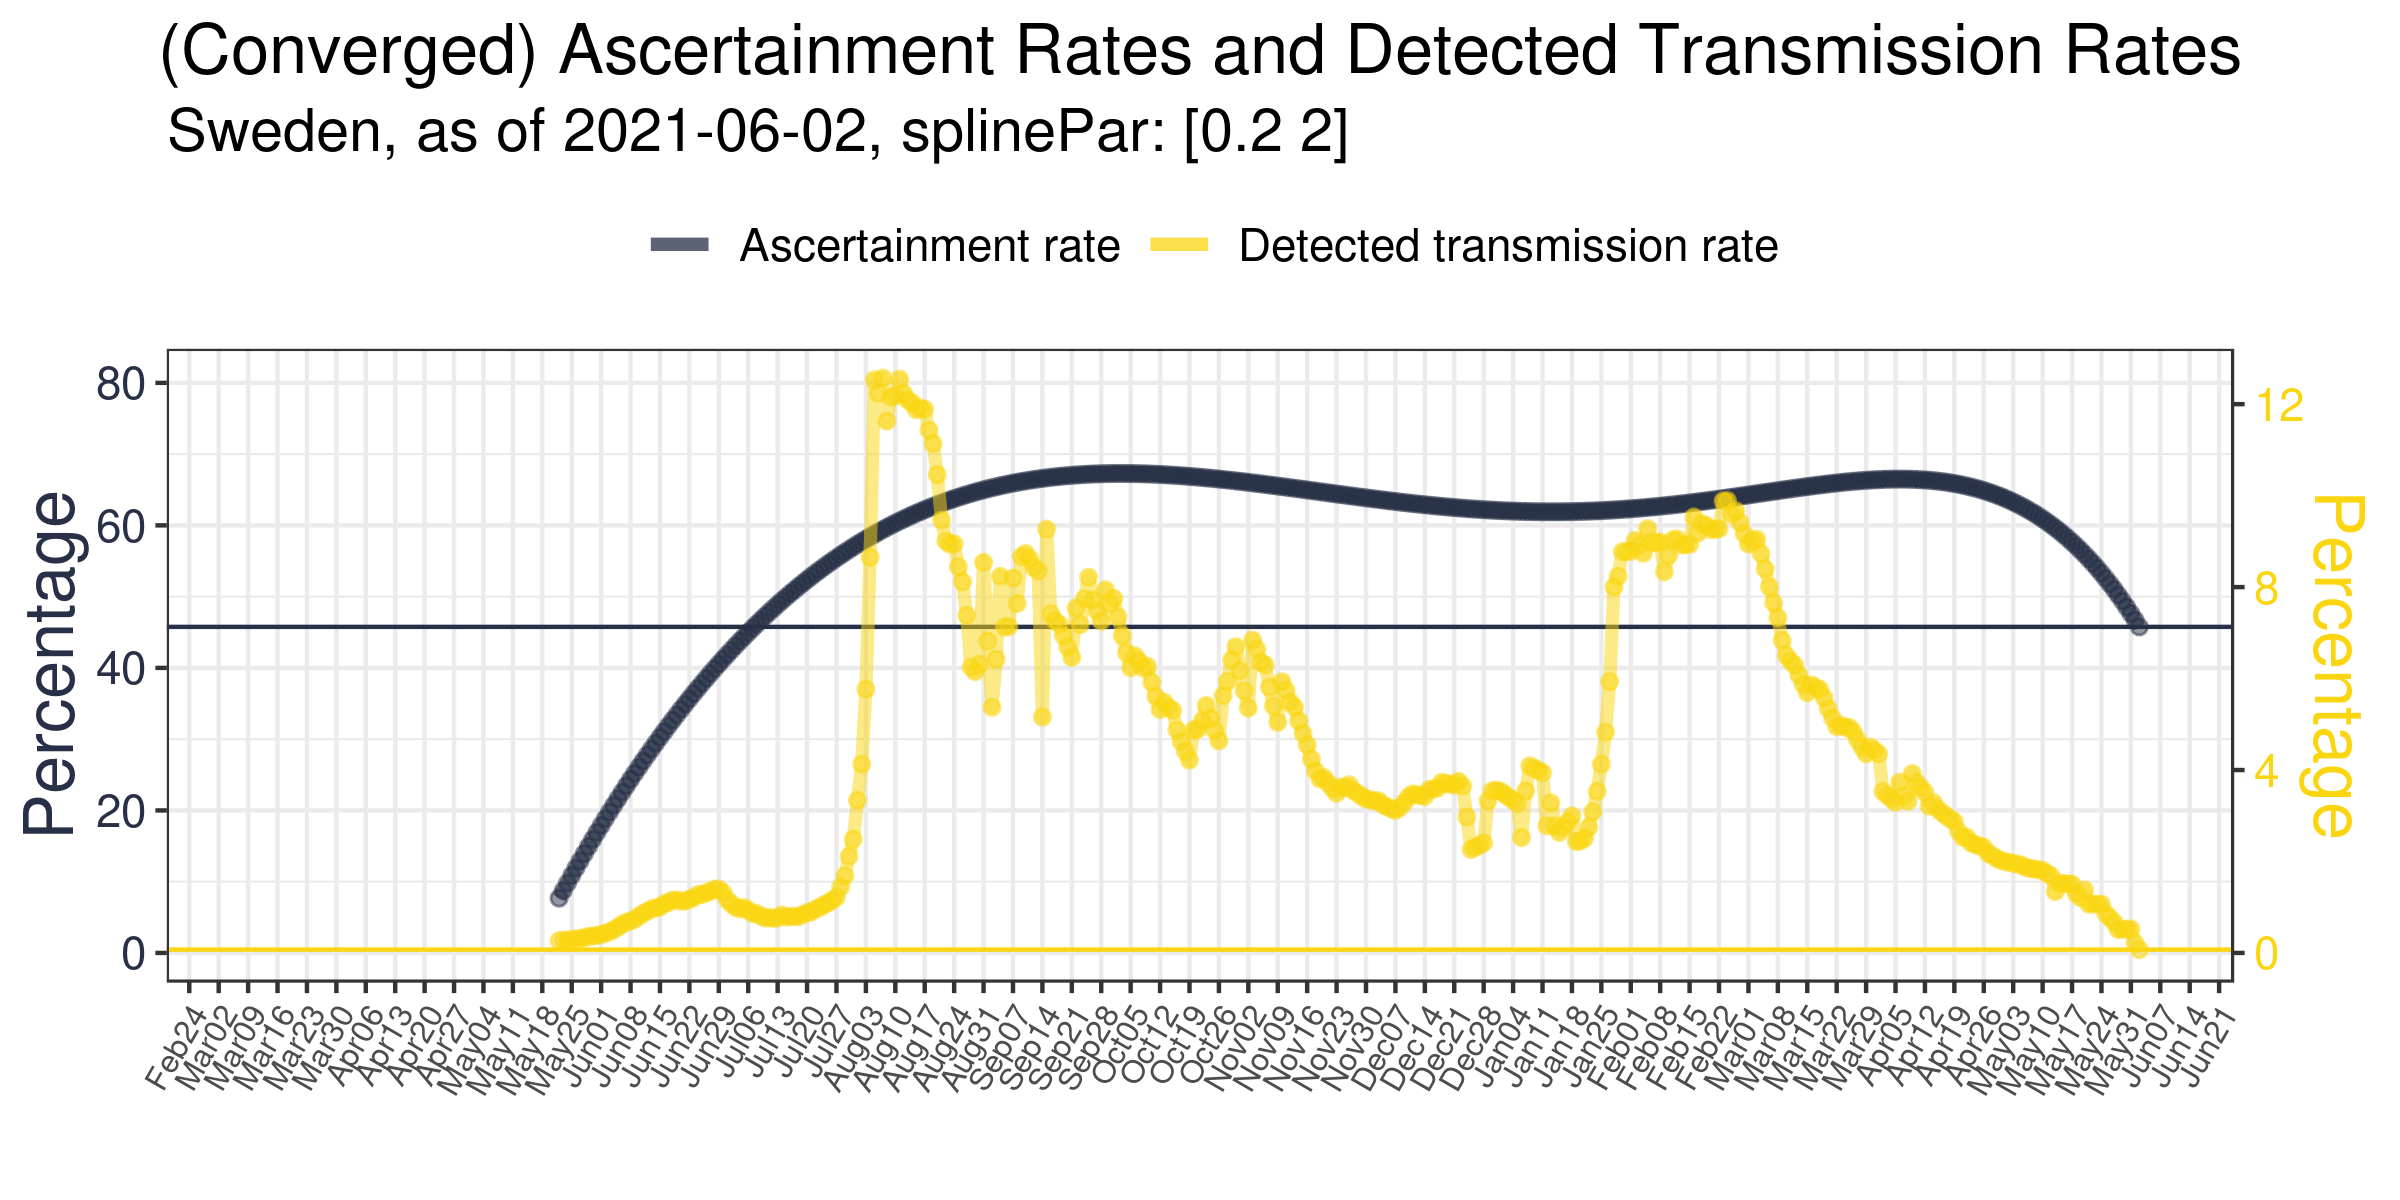 (Converged) Ascertainment Rates and Detected Transmission Rates
Sweden, as of 2021-06-02, splinePar: [0.2 2]
Ascertainment rate
Detected transmission rate
Percentage
80
60
40
20
0
12
8
4
0
Percentage
Feb24
Mar02
Mar09
Mar16
Mar23
Mar30
Apr06
Apr13
Apr20
Apr27
May04
May11
May18
May25
Jun01
Jun08
Jun15
Jun22
Jun29
Jul06
Jul13
Jul20
Jul27
Aug03
Aug10
Aug17
Aug24
Aug31
Sep07
Sep14
Sep21
Sep28
Oct05
Oct12
Oct19
Oct26
Nov02
Nov09
Nov16
Nov23
Nov30
Dec07
Dec14
Dec21
Dec28
Jan04
Jan11
Jan18
Jan25
Feb01
Feb08
Feb15
Feb22
Mar01
Mar08
Mar15
Mar22
Mar29
Apr05
Apr12
Apr19
Apr26
May03
May10
May17
May24
May31
Jun07
Jun14
Jun21